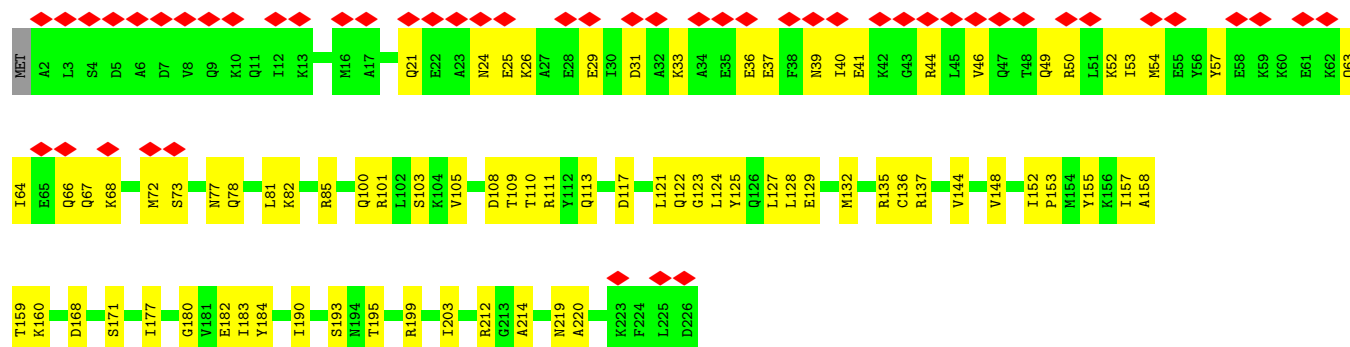 MET A2 L3 S4 D5 A6 D7 V8 Q9 K10 Q11 I12 K13 M16 A17 Q21 E22 A23 N24 E25 K26 A27 E28 E29 I30 D31 A32 K33 A34 E35 E36 E37 F38 N39 I40 E41 K42 G43 R44 L45 V46 Q47 T48 Q49 R50 L51 K52 I53 M54 E55 Y56 Y57 E58 K59 K60 E61 K62 Q63
I64 E65 Q66 Q67 K68 M72 S73 N77 Q78 L81 K82 R85 Q100 R101 L102 S103 K104 V105 D108 T109 T110 R111 Y112 Q113 D117 L121 Q122 G123 L124 Y125 Q126 L127 L128 E129 M132 R135 C136 R137 V144 V148 I152 P153 M154 Y155 K156 I157 A158
T159 K160 D168 S171 I177 G180 V181 E182 I183 Y184 I190 S193 N194 T195 R199 I203 R212 G213 A214 N219 A220 K223 F224 L225 D226